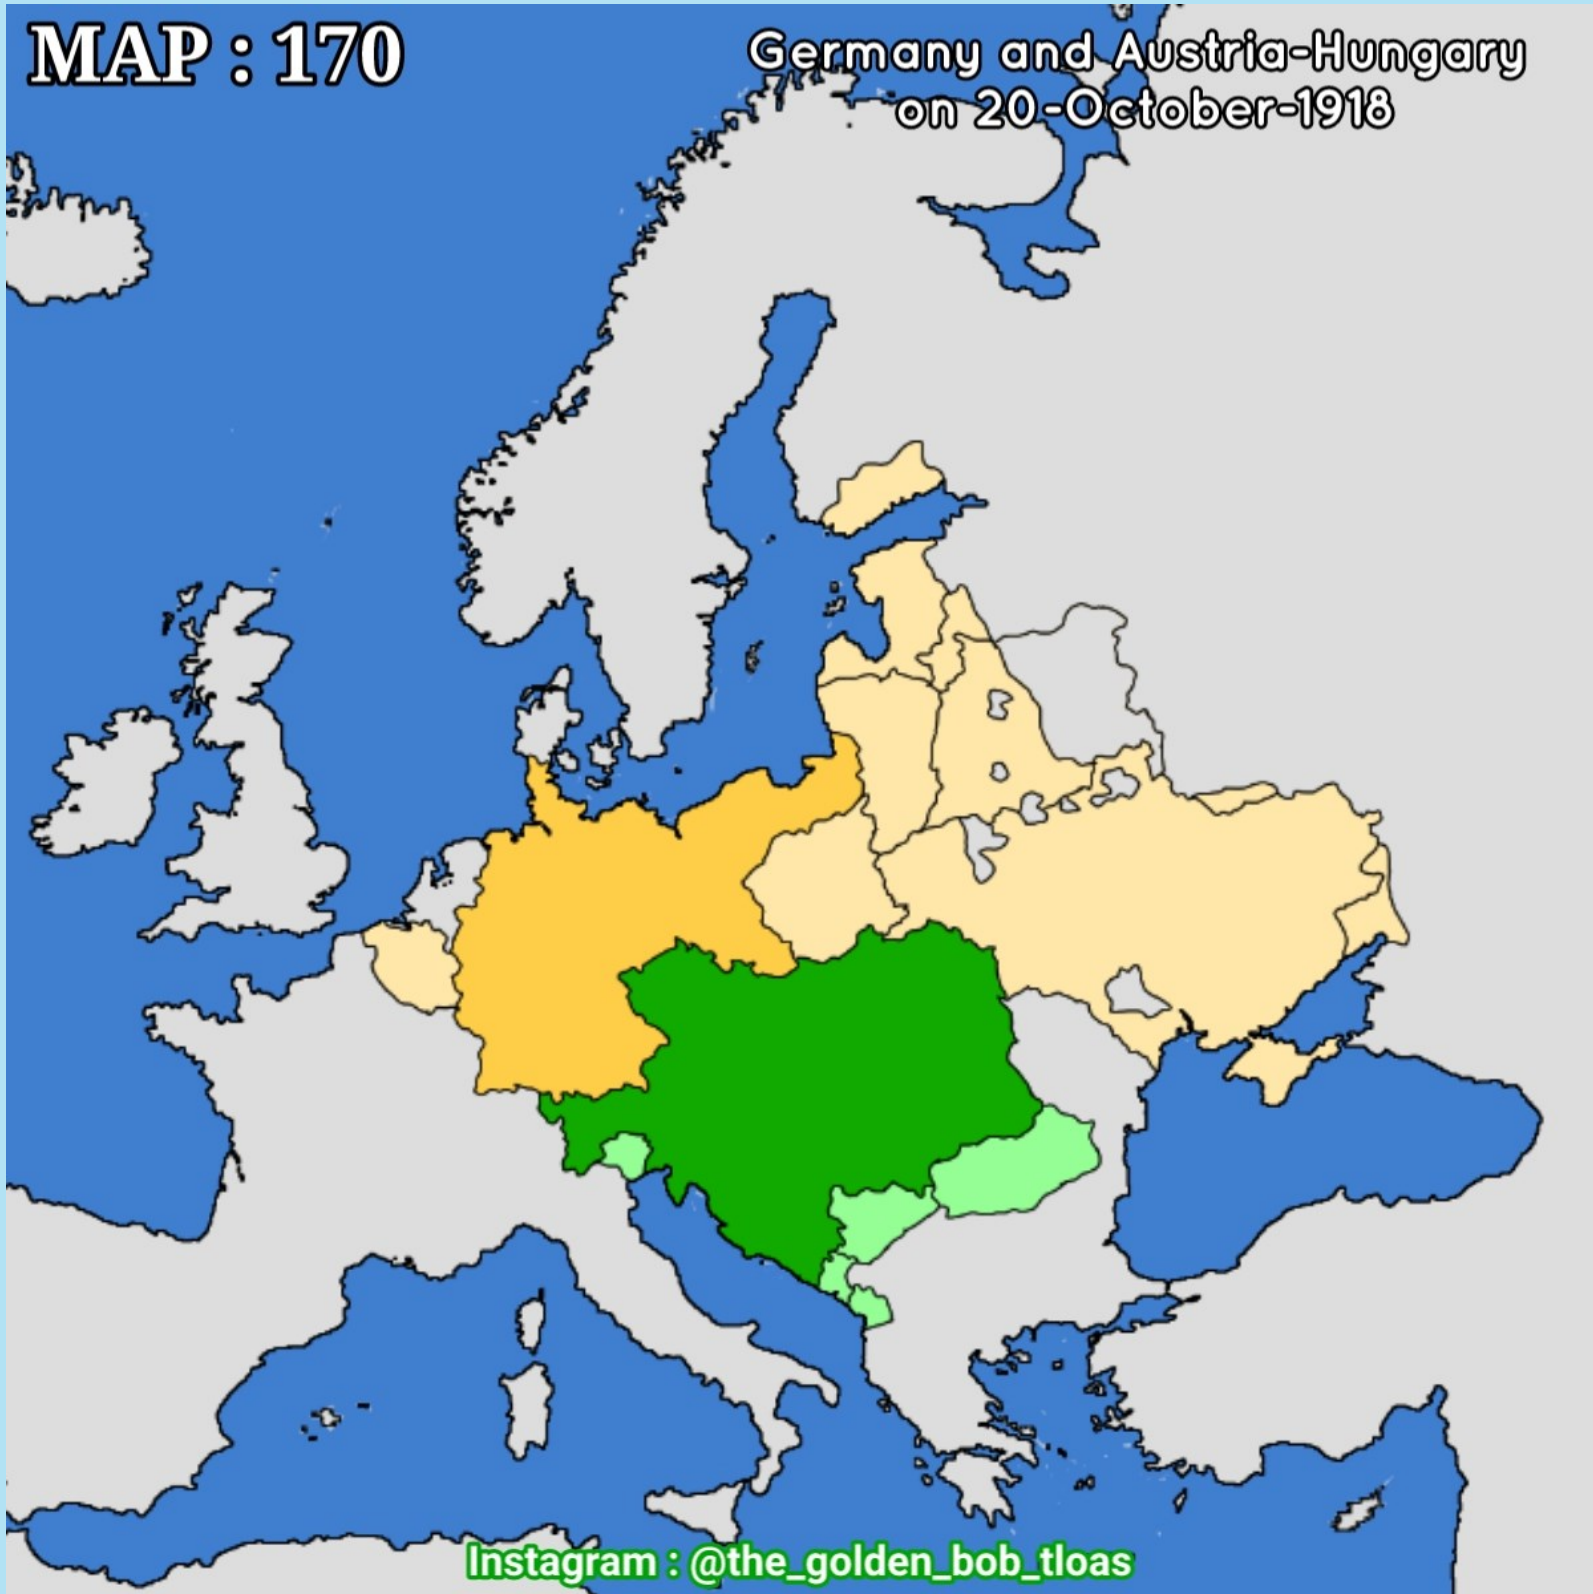 MAP : 170
Germany and Austria-Hungary
on 20-October-1918
Instagram : @the_golden_bob_tloas